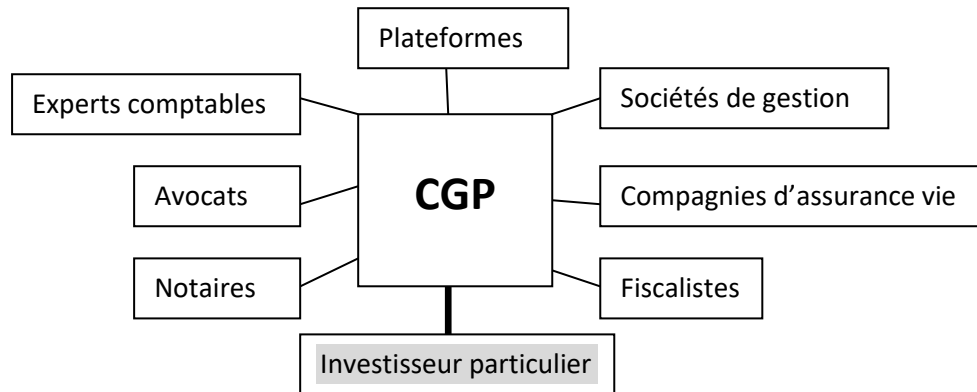 Plateformes
Experts comptables
Sociétés de gestion
Avocats
CGP
Compagnies d’assurance vie
Notaires
Fiscalistes
Investisseur particulier